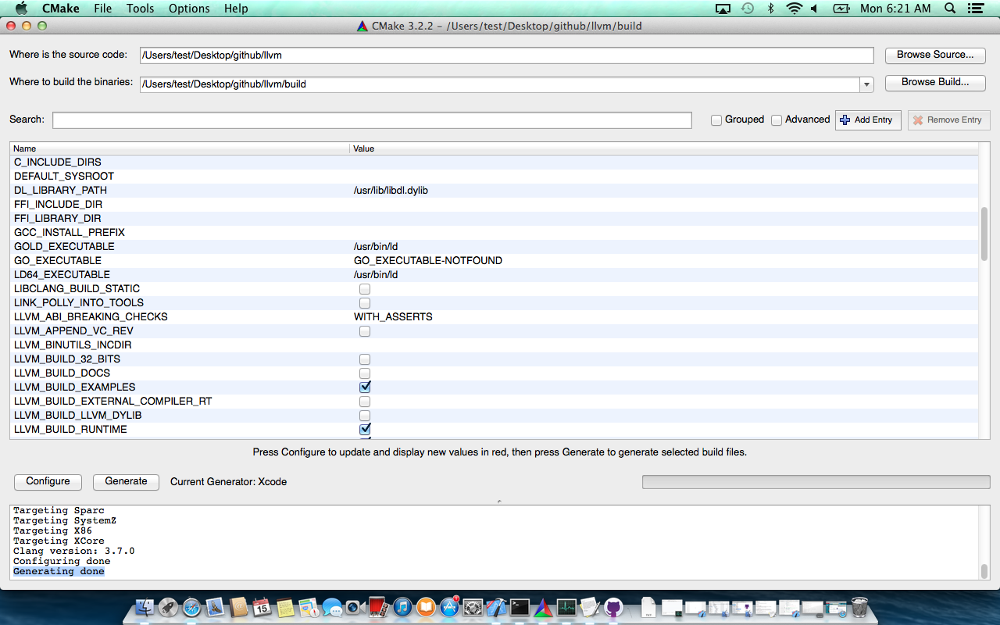 CMake File Tools Options Help Mon 6:21 AM
CMake 3.2.2 - /Users/test/Desktop/github/llvm/build
Where is the source code: /Users/test/Desktop/github/llvm Browse Source...
Where to build the binaries: /Users/test/Desktop/github/llvm/build Browse Build...
Search: Grouped Advanced Add Entry Remove Entry
Name Value
C_INCLUDE_DIRS
DEFAULT_SYSROOT
DL_LIBRARY_PATH /usr/lib/libdl.dylib
FFI_INCLUDE_DIR
FFI_LIBRARY_DIR
GCC_INSTALL_PREFIX
GOLD_EXECUTABLE /usr/bin/ld
GO_EXECUTABLE GO_EXECUTABLE-NOTFOUND
LD64_EXECUTABLE /usr/bin/ld
LIBCLANG_BUILD_STATIC
LINK_POLLY_INTO_TOOLS
LLVM_ABI_BREAKING_CHECKS WITH_ASSERTS
LLVM_APPEND_VC_REV
LLVM_BINUTILS_INCDIR
LLVM_BUILD_32_BITS
LLVM_BUILD_DOCS
LLVM_BUILD_EXAMPLES
LLVM_BUILD_EXTERNAL_COMPILER_RT
LLVM_BUILD_LLVM_DYLIB
LLVM_BUILD_RUNTIME
Press Configure to update and display new values in red, then press Generate to generate selected build files.
Configure Generate Current Generator: Xcode
Targeting Sparc
Targeting SystemZ
Targeting X86
Targeting XCore
Clang version: 3.7.0
Configuring done
Generating done
15